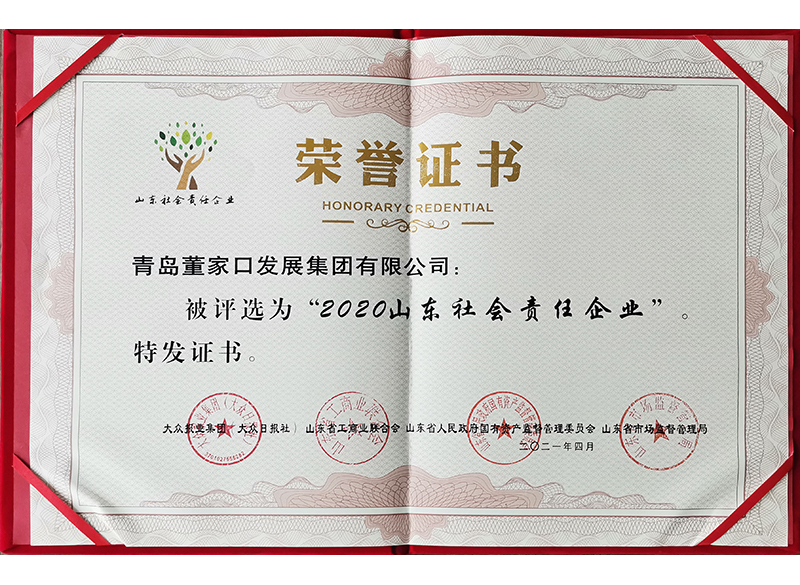 山东社会责任企业
荣誉证书
HONORARY CREDENTIAL
青岛董家口发展集团有限公司：
被评选为“2020山东社会责任企业”。
特发证书。
大众报业集团（大众日报社） 山东省工商业联合会 山东省人民政府国有资产监督管理委员会 山东省市场监督管理局
二〇二一年四月